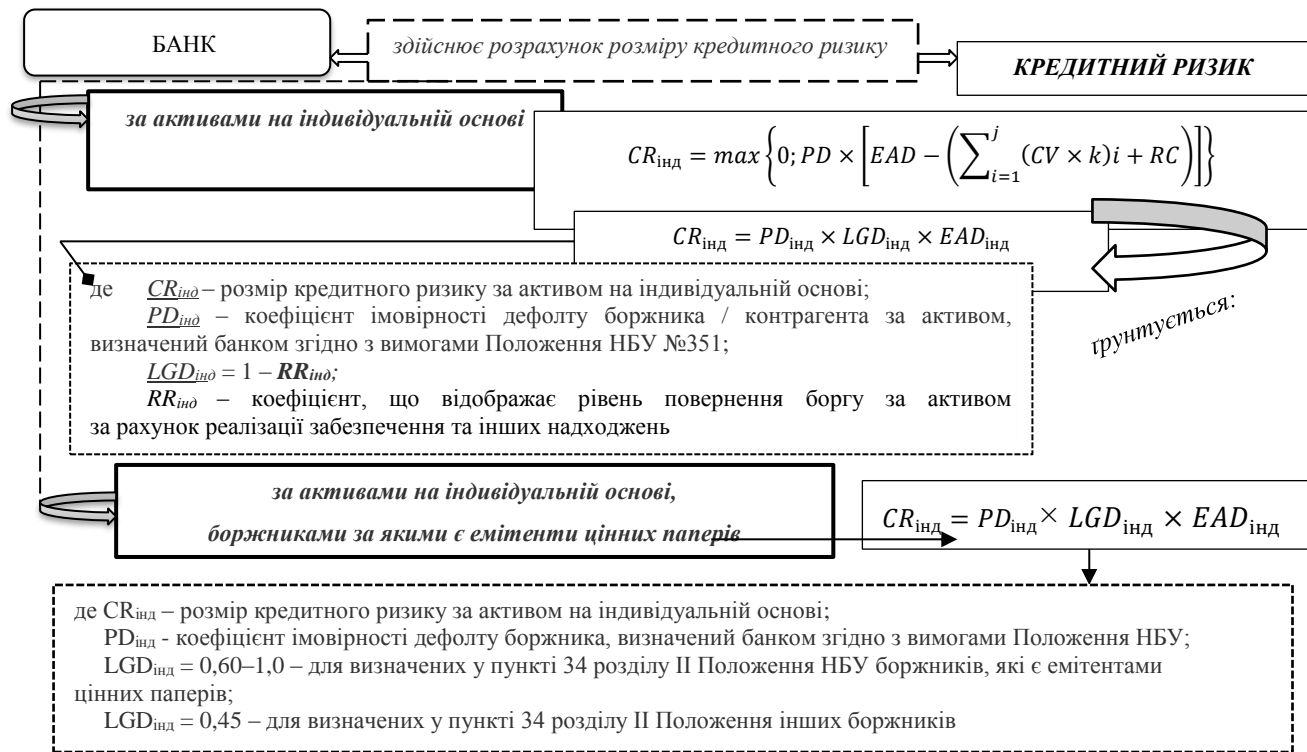 БАНК
здійснює розрахунок розміру кредитного ризику
КРЕДИТНИЙ РИЗИК
за активами на індивідуальній основі
CRінд = max {0; PD × [EAD − (∑ j i=1 (CV × k)i + RC)]}
CRінд = PDінд × LGDінд × EADінд
ґрунтується:
де CRінд – розмір кредитного ризику за активом на індивідуальній основі;
PDінд – коефіцієнт імовірності дефолту боржника / контрагента за активом,
визначений банком згідно з вимогами Положення НБУ №351;
LGDінд = 1 – RRінд;
RRінд – коефіцієнт, що відображає рівень повернення боргу за активом
за рахунок реалізації забезпечення та інших надходжень
за активами на індивідуальній основі,
боржниками за якими є емітенти цінних паперів
CRінд = PDінд × LGDінд × EADінд
де CRінд – розмір кредитного ризику за активом на індивідуальній основі;
PDінд - коефіцієнт імовірності дефолту боржника, визначений банком згідно з вимогами Положення НБУ;
LGDінд = 0,60–1,0 – для визначених у пункті 34 розділу II Положення НБУ боржників, які є емітентами
цінних паперів;
LGDінд = 0,45 – для визначених у пункті 34 розділу II Положення інших боржників